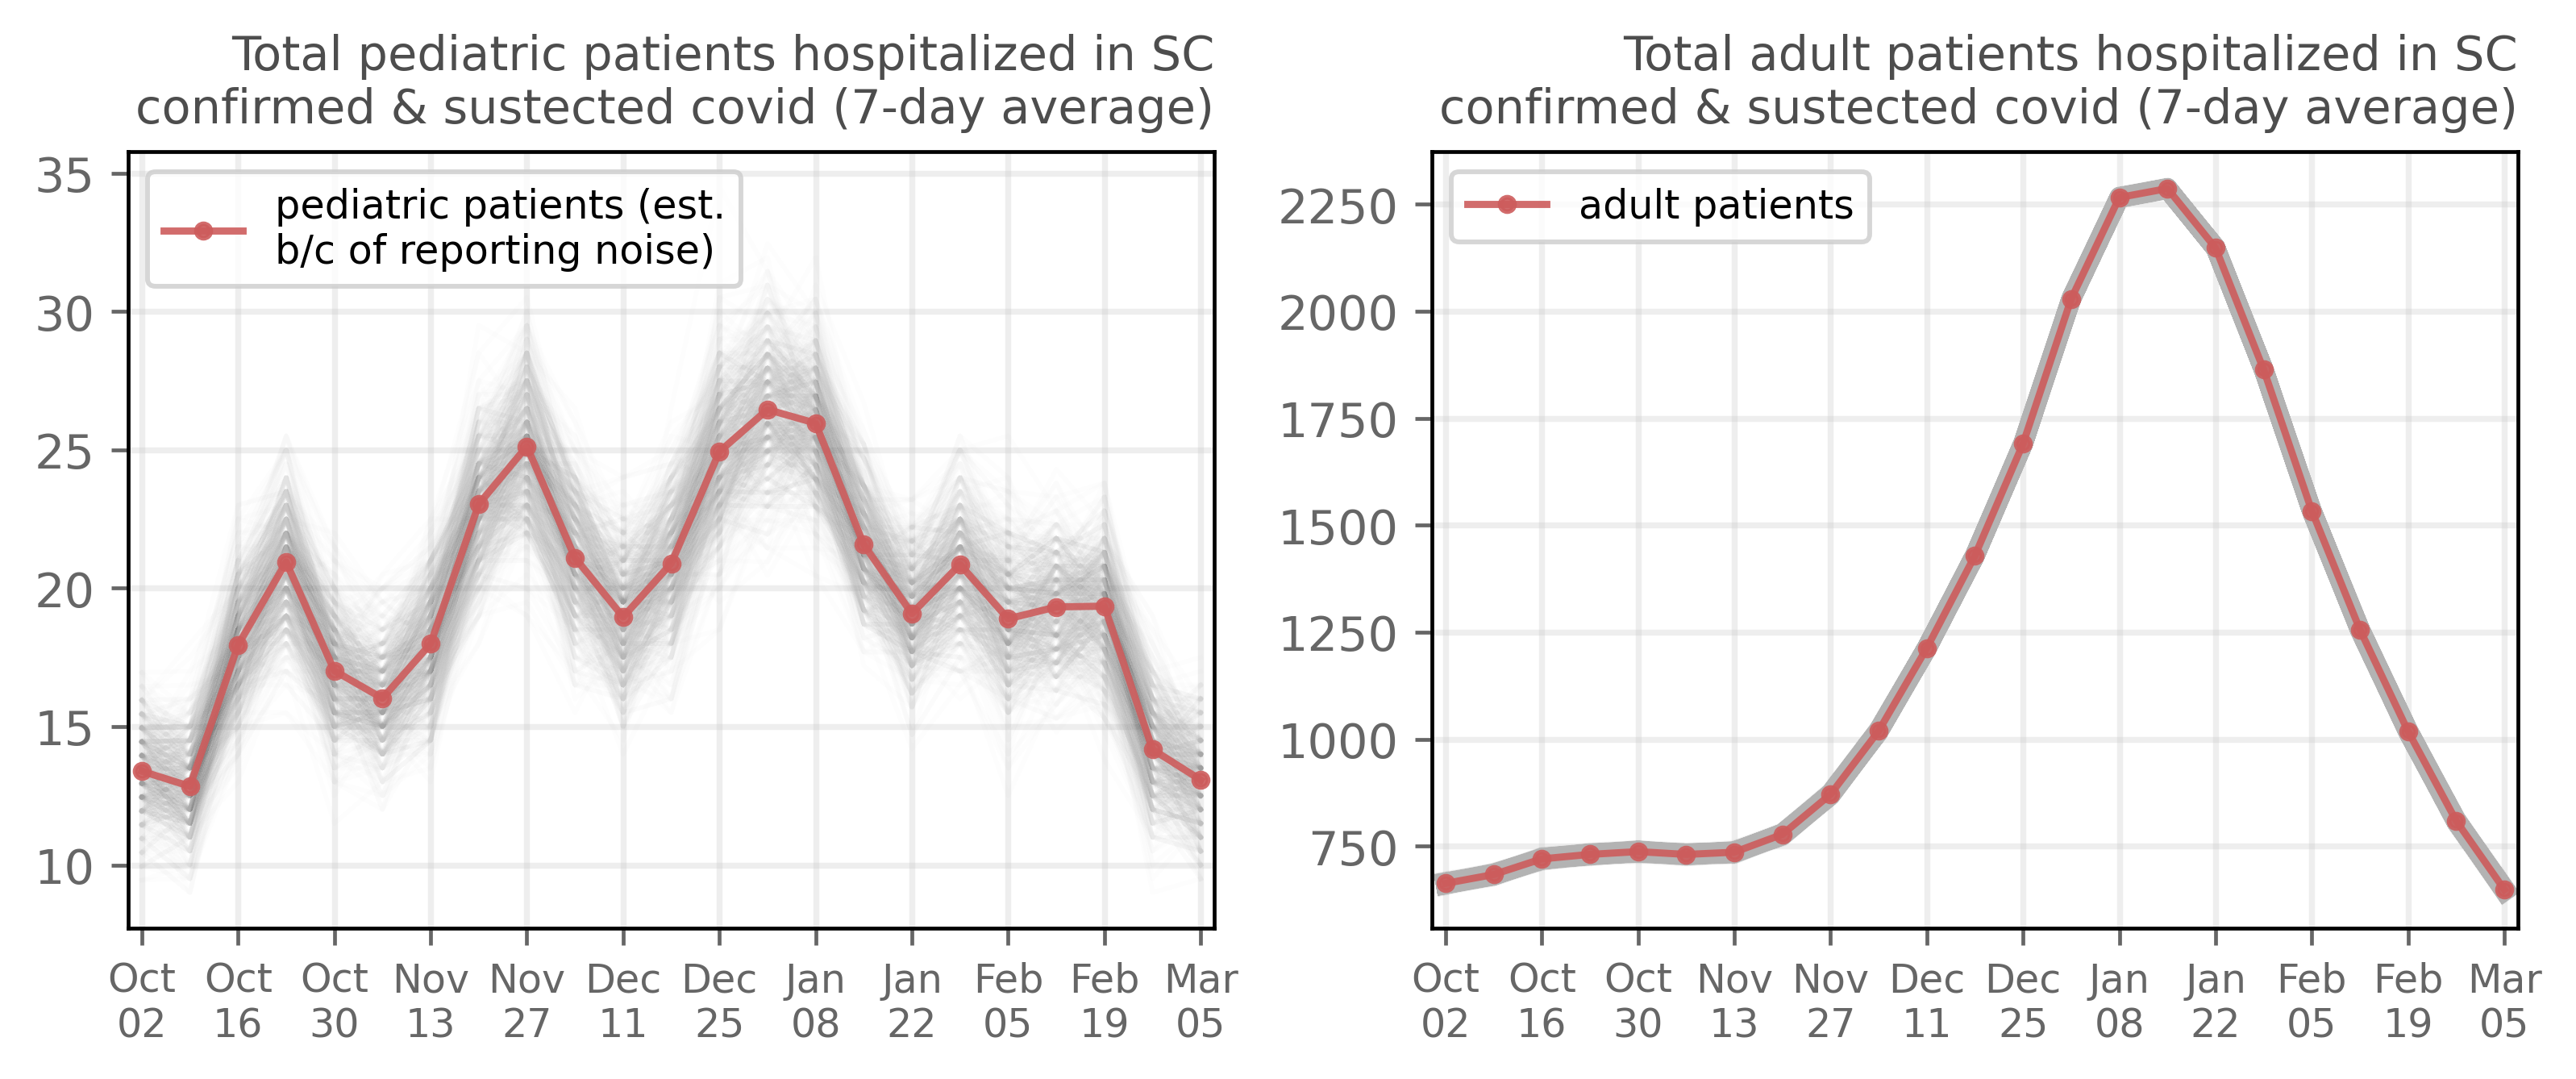 Total pediatric patients hospitalized in SC
confirmed & sustected covid (7-day average)
35
30
25
20
15
10
pediatric patients (est.
b/c of reporting noise)
Oct Oct Oct Nov Nov Dec Dec Jan Jan Feb Feb Mar
02 16 30 13 27 11 25 08 22 05 19 05
Total adult patients hospitalized in SC
confirmed & sustected covid (7-day average)
2250
2000
1750
1500
1250
1000
750
adult patients
Oct Oct Oct Nov Nov Dec Dec Jan Jan Feb Feb Mar
02 16 30 13 27 11 25 08 22 05 19 05